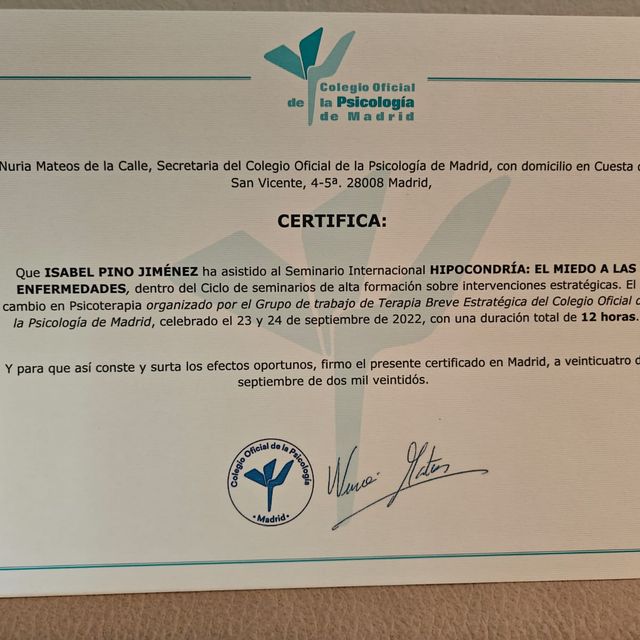 Colegio Oficial
de la Psicología
de Madrid
Nuria Mateos de la Calle, Secretaria del Colegio Oficial de la Psicología de Madrid, con domicilio en Cuesta
San Vicente, 4-5ª. 28008 Madrid,
CERTIFICA:
Que ISABEL PINO JIMÉNEZ ha asistido al Seminario Internacional HIPOCONDRÍA: EL MIEDO A LAS
ENFERMEDADES, dentro del Ciclo de seminarios de alta formación sobre intervenciones estratégicas. El
cambio en Psicoterapia organizado por el Grupo de trabajo de Terapia Breve Estratégica del Colegio Oficial
la Psicología de Madrid, celebrado el 23 y 24 de septiembre de 2022, con una duración total de 12 horas.
Y para que así conste y surta los efectos oportunos, firmo el presente certificado en Madrid, a veinticuatro
septiembre de dos mil veintidós.
Colegio Oficial de la Psicología
• Madrid •
Nuria Mateos